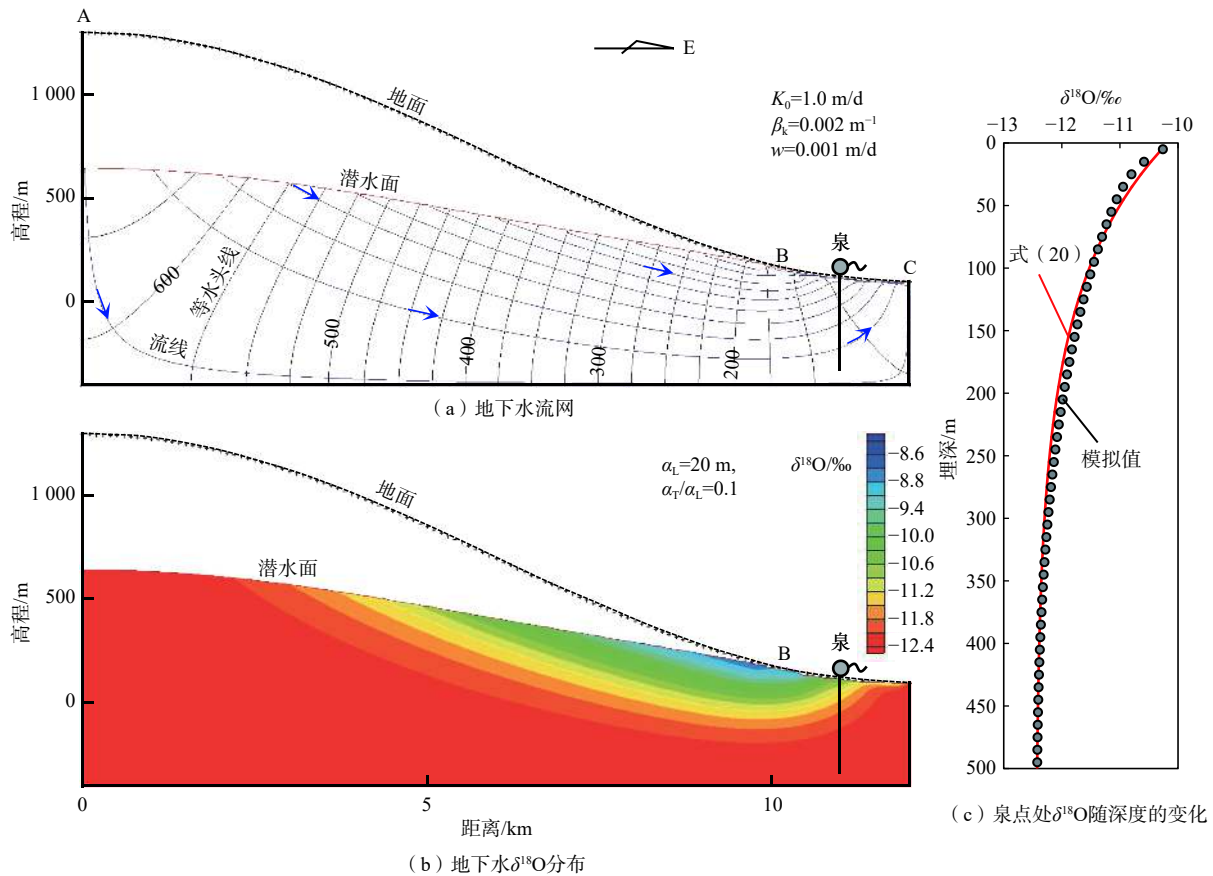 A
E
1 000
500
0
高程/m
地面
潜水面
K₀=1.0 m/d
βₖ=0.002 m⁻¹
w=0.001 m/d
泉
B
C
600
等水头线
流线
500
400
300
200
（a）地下水流网
1 000
500
0
高程/m
地面
潜水面
αL=20 m,
αT/αL=0.1
δ¹⁸O/‰
−8.6
−8.8
−9.4
−10.0
−10.6
−11.2
−11.8
−12.4
B
泉
0
5
10
距离/km
（b）地下水δ¹⁸O分布
δ¹⁸O/‰
−13
−12
−11
−10
0
50
100
150
200
250
300
350
400
450
500
埋深/m
式（20）
模拟值
（c）泉点处δ¹⁸O随深度的变化